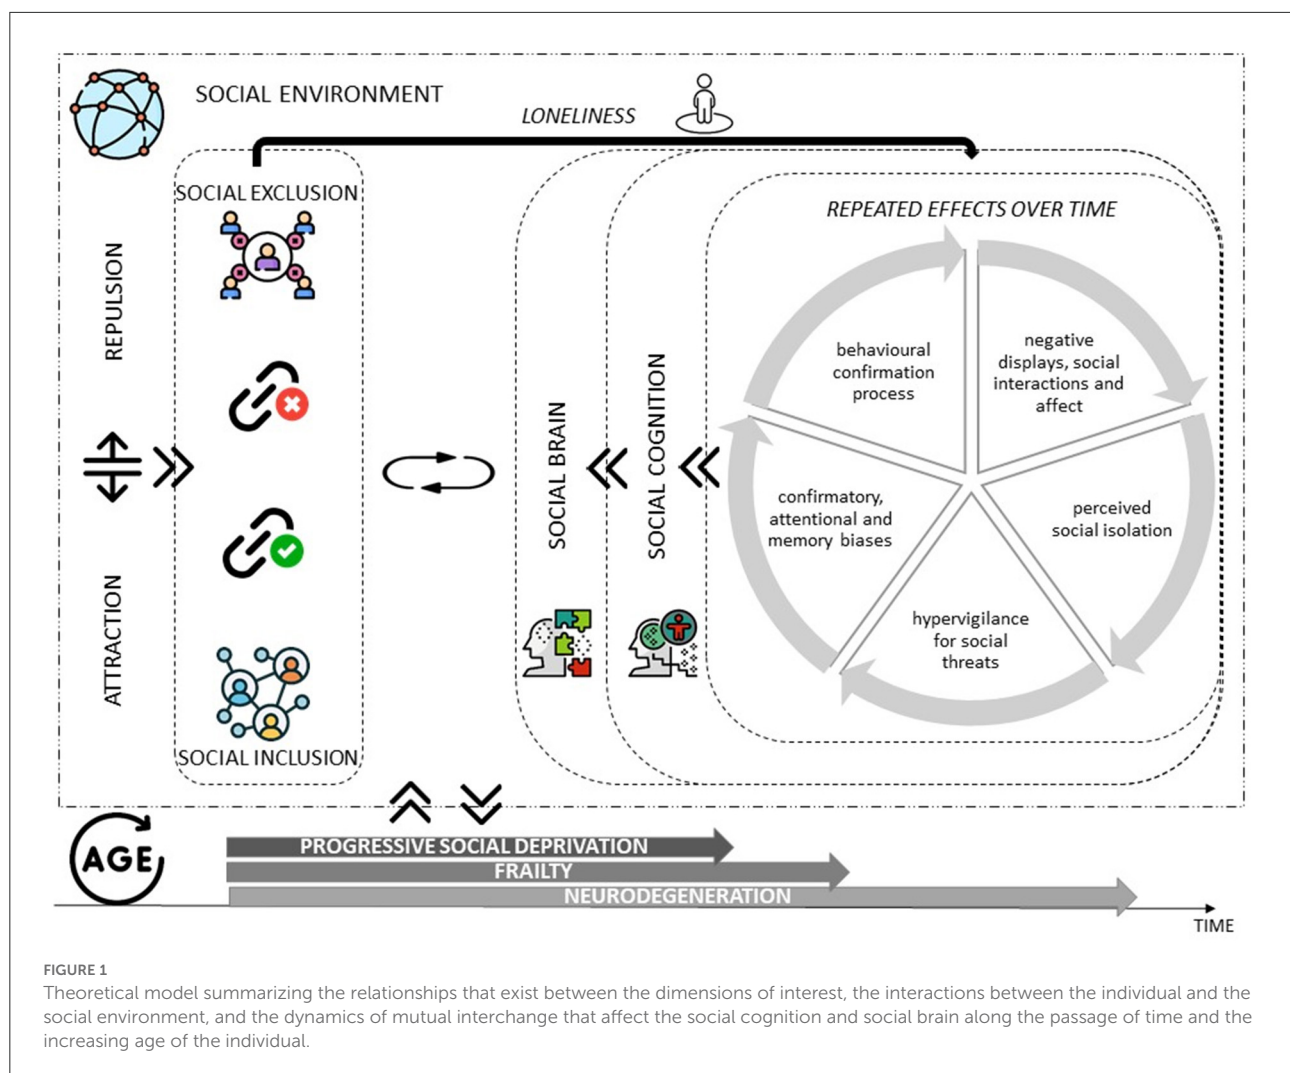 SOCIAL ENVIRONMENT
LONELINESS
SOCIAL EXCLUSION
REPULSION
ATTRACTION
SOCIAL INCLUSION
SOCIAL BRAIN
SOCIAL COGNITION
REPEATED EFFECTS OVER TIME
behavioural
confirmation
process
negative
displays, social
interactions and
affect
perceived
social isolation
hypervigilance
for social
threats
confirmatory,
attentional and
memory biases
AGE
PROGRESSIVE SOCIAL DEPRIVATION
FRAILTY
NEURODEGENERATION
TIME
FIGURE 1
Theoretical model summarizing the relationships that exist between the dimensions of interest, the interactions between the individual and the
social environment, and the dynamics of mutual interchange that affect the social cognition and social brain along the passage of time and the
increasing age of the individual.